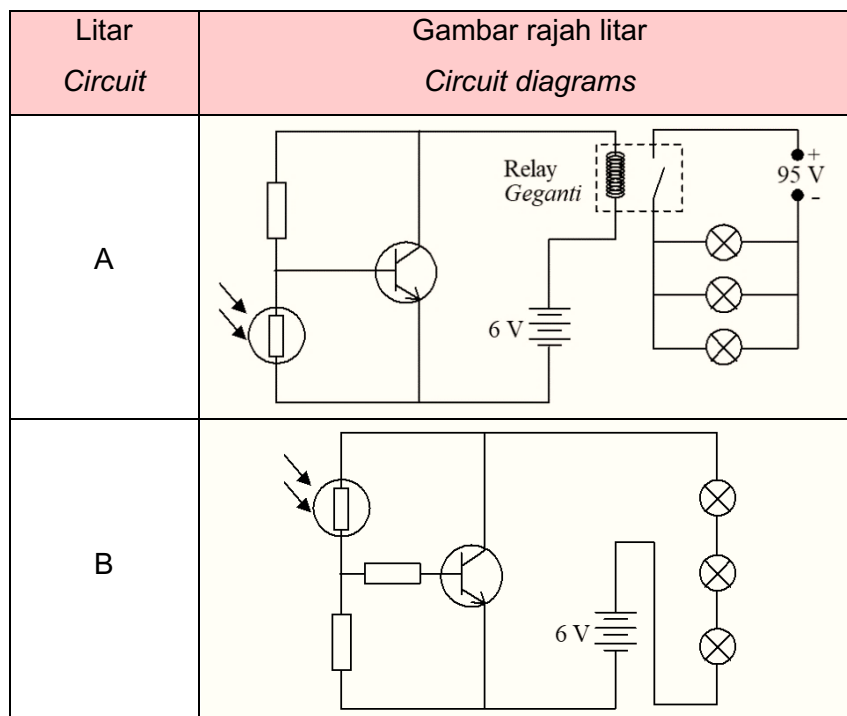 Litar
Circuit
Gambar rajah litar
Circuit diagrams
A
Relay
Geganti
+
95 V
-
6 V
B
6 V